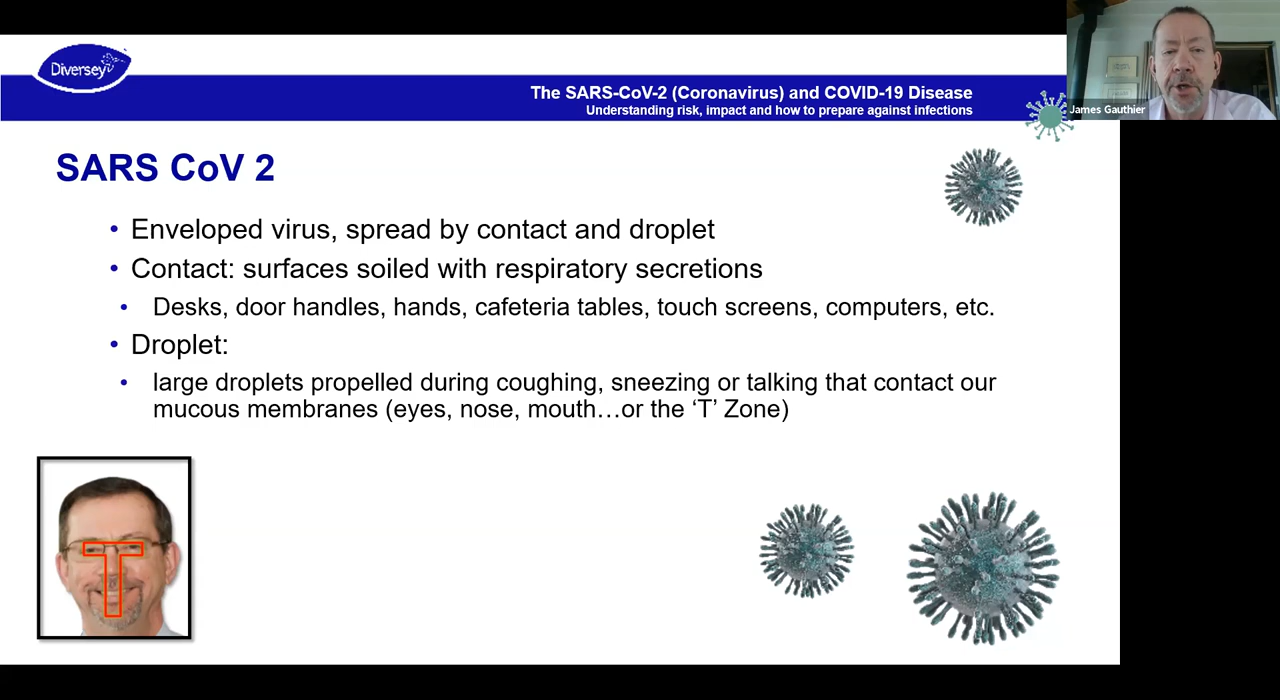 Diversey
The SARS-CoV-2 (Coronavirus) and COVID-19 Disease
Understanding risk, impact and how to prepare against infections
James Gauthier
SARS CoV 2
• Enveloped virus, spread by contact and droplet
• Contact: surfaces soiled with respiratory secretions
• Desks, door handles, hands, cafeteria tables, touch screens, computers, etc.
• Droplet:
• large droplets propelled during coughing, sneezing or talking that contact our
mucous membranes (eyes, nose, mouth…or the ‘T’ Zone)
T